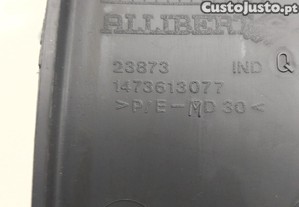 CustoJusto.pt
ALLIBERT
23873 IND Q
1473613077
>P/E-MD 30<